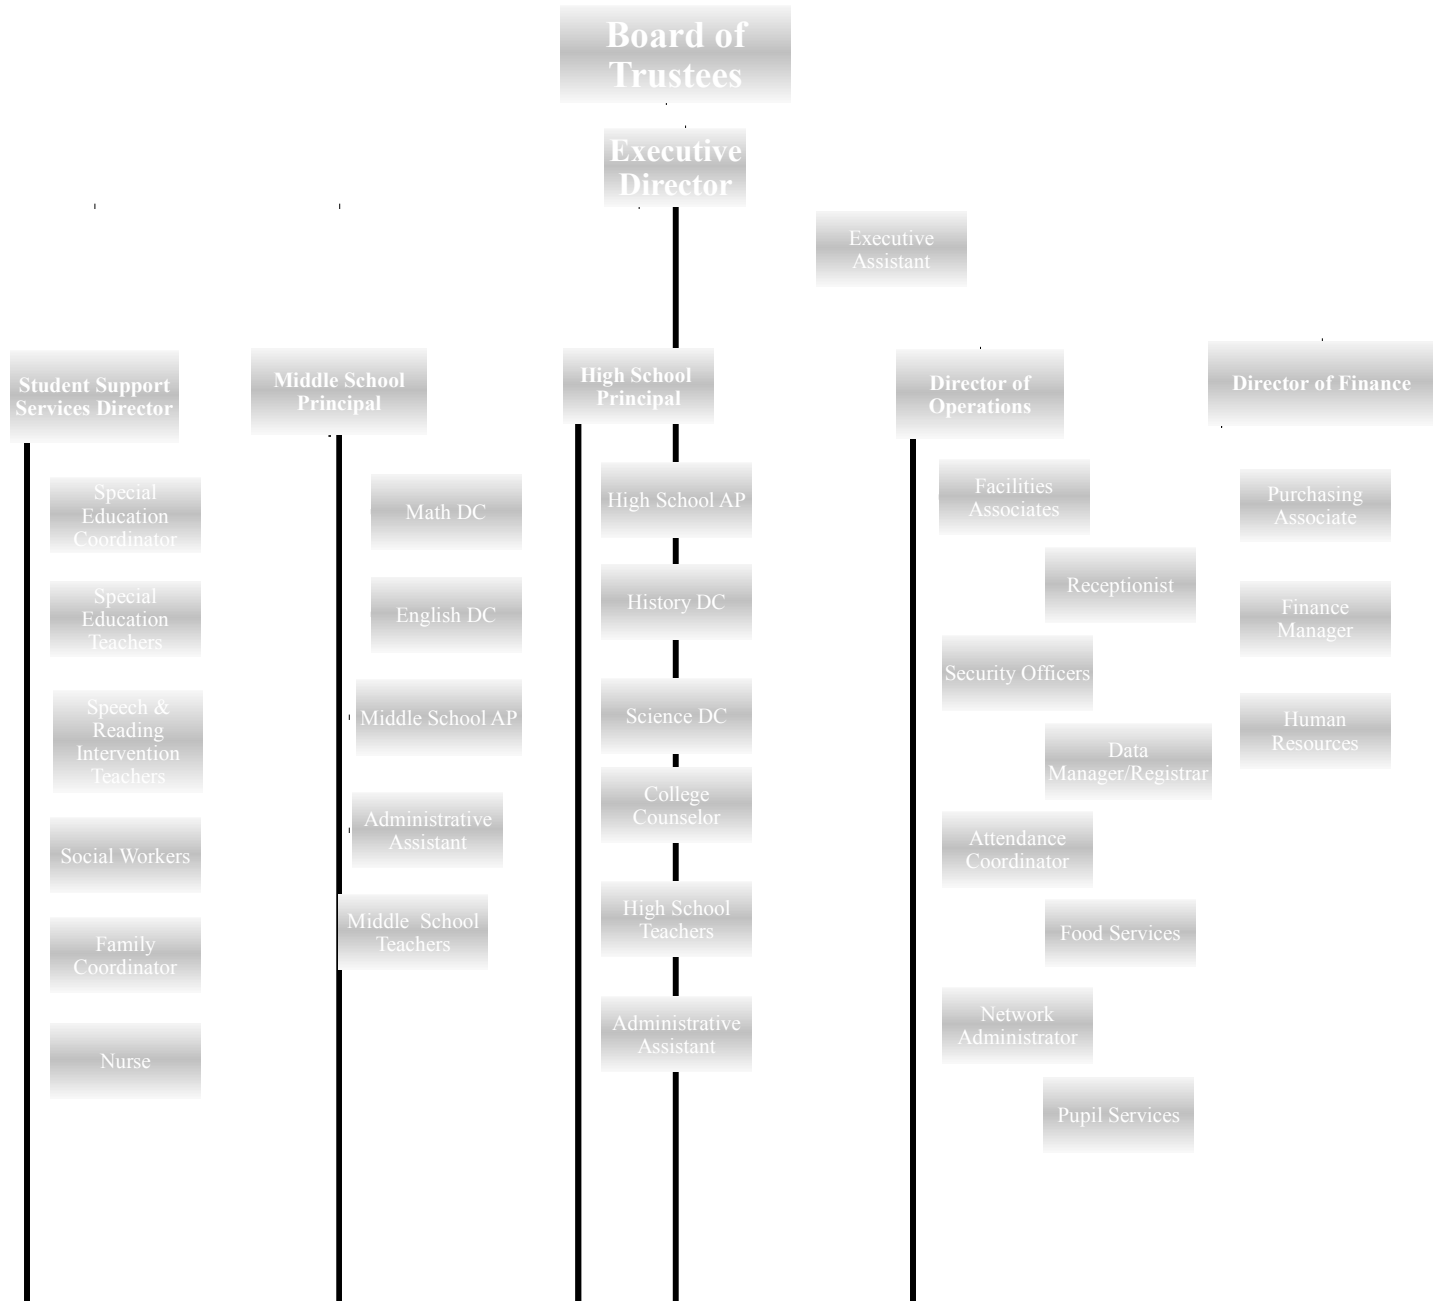 Board of
Trustees
Executive
Director
Executive
Assistant
Student Support
Services Director
Special
Education
Coordinator
Special
Education
Teachers
Speech &
Reading
Intervention
Teachers
Social Workers
Family
Coordinator
Nurse
Middle School
Principal
Math DC
English DC
Middle School AP
Administrative
Assistant
Middle School
Teachers
High School
Principal
High School AP
History DC
Science DC
College
Counselor
High School
Teachers
Administrative
Assistant
Director of
Operations
Facilities
Associates
Receptionist
Security Officers
Data
Manager/Registrar
Attendance
Coordinator
Food Services
Network
Administrator
Pupil Services
Director of Finance
Purchasing
Associate
Finance
Manager
Human
Resources